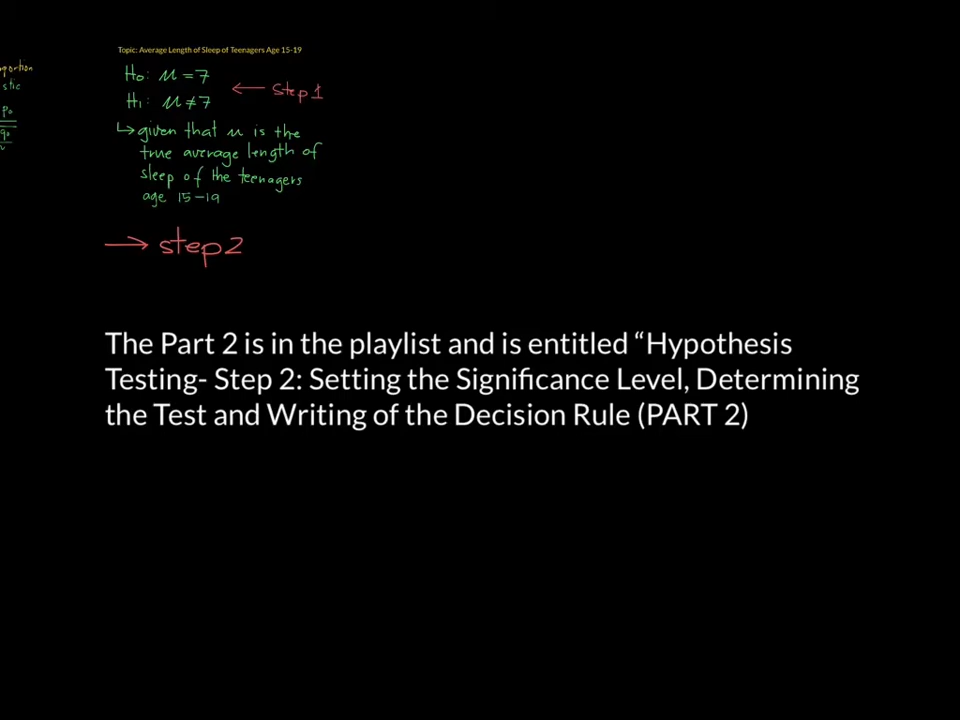 Topic: Average Length of Sleep of Teenagers Age 15-19
H₀: μ = 7
H₁: μ ≠ 7
← Step 1
↳ given that μ is the
true average length of
sleep of the teenagers
age 15-19
→ step 2
The Part 2 is in the playlist and is entitled “Hypothesis
Testing- Step 2: Setting the Significance Level, Determining
the Test and Writing of the Decision Rule (PART 2)